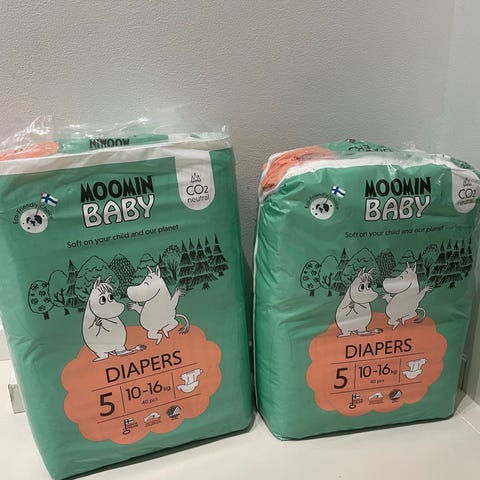 MOOMIN
MOOMIN
BABY
CO2
neutral
Soft on your child and our planet
DIAPERS
5
10-16kg
40 pcs
MOOMIN
BABY
CO2
neutral
Soft on your child and our planet
DIAPERS
5
10-16kg
40 pcs